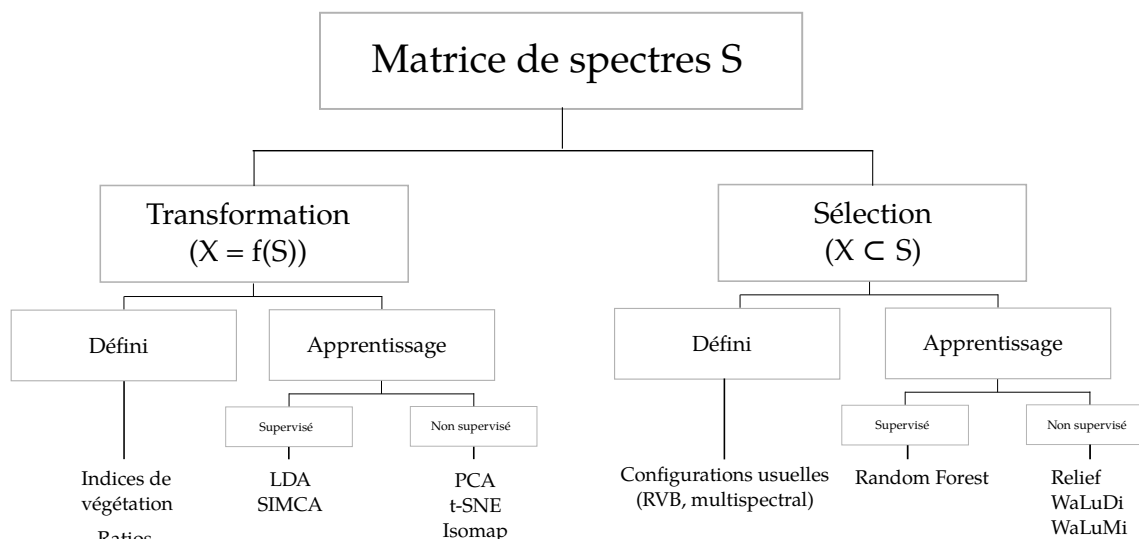 Matrice de spectres S
Transformation
(X = f(S))
Sélection
(X ⊂ S)
Défini
Apprentissage
Défini
Apprentissage
Supervisé
Non supervisé
Supervisé
Non supervisé
Indices de
végétation
Ratios
LDA
SIMCA
PCA
t-SNE
Isomap
Configurations usuelles
(RVB, multispectral)
Random Forest
Relief
WaLuDi
WaLuMi